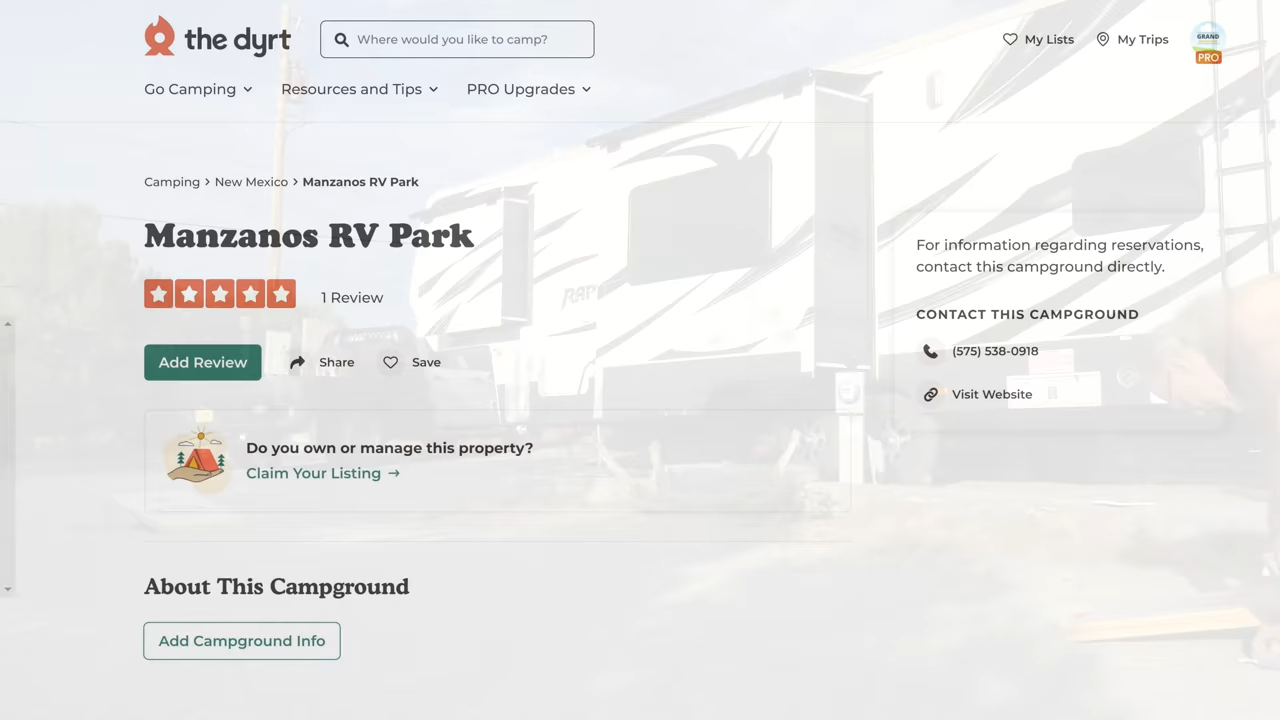 the dyrt
Where would you like to camp?
My Lists
My Trips
GRAND
PRO
Go Camping
Resources and Tips
PRO Upgrades
Camping > New Mexico > Manzanos RV Park
Manzanos RV Park
1 Review
For information regarding reservations,
contact this campground directly.
CONTACT THIS CAMPGROUND
(575) 538-0918
Visit Website
Add Review
Share
Save
Do you own or manage this property?
Claim Your Listing →
About This Campground
Add Campground Info